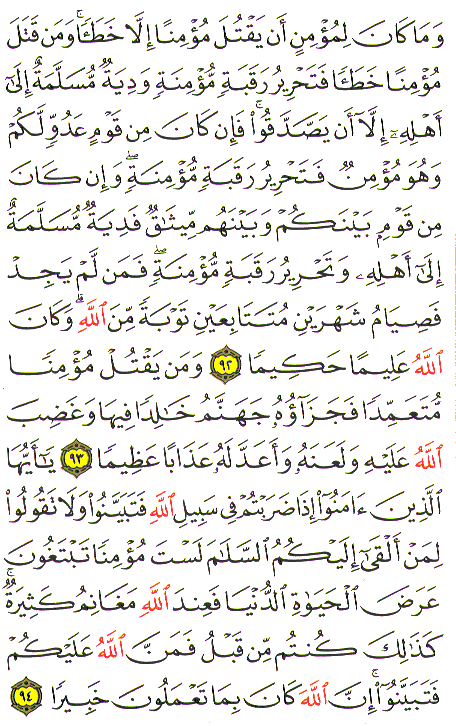 وَمَا كَانَ لِمُؤْمِنٍ أَن يَقْتُلَ مُؤْمِنًا إِلَّا خَطَـًٔا ۚ وَمَن قَتَلَ
مُؤْمِنًا خَطَـًٔا فَتَحْرِيرُ رَقَبَةٍ مُّؤْمِنَةٍ وَدِيَةٌ مُّسَلَّمَةٌ إِلَىٰٓ
أَهْلِهِۦٓ إِلَّآ أَن يَصَّدَّقُوا۟ ۚ فَإِن كَانَ مِن قَوْمٍ عَدُوٍّ لَّكُمْ
وَهُوَ مُؤْمِنٌ فَتَحْرِيرُ رَقَبَةٍ مُّؤْمِنَةٍ ۖ وَإِن كَانَ
مِن قَوْمٍۭ بَيْنَكُمْ وَبَيْنَهُم مِّيثَـٰقٌ فَدِيَةٌ مُّسَلَّمَةٌ
إِلَىٰٓ أَهْلِهِۦ وَتَحْرِيرُ رَقَبَةٍ مُّؤْمِنَةٍ ۖ فَمَن لَّمْ يَجِدْ
فَصِيَامُ شَهْرَيْنِ مُتَتَابِعَيْنِ تَوْبَةً مِّنَ ٱللَّهِ ۗ وَكَانَ
ٱللَّهُ عَلِيمًا حَكِيمًا ٩٢ وَمَن يَقْتُلْ مُؤْمِنًا
مُّتَعَمِّدًا فَجَزَآؤُهُۥ جَهَنَّمُ خَـٰلِدًا فِيهَا وَغَضِبَ
ٱللَّهُ عَلَيْهِ وَلَعَنَهُۥ وَأَعَدَّ لَهُۥ عَذَابًا عَظِيمًا ٩٣ يَـٰٓأَيُّهَا
ٱلَّذِينَ ءَامَنُوٓا۟ إِذَا ضَرَبْتُمْ فِى سَبِيلِ ٱللَّهِ فَتَبَيَّنُوا۟ وَلَا تَقُولُوا۟
لِمَنْ أَلْقَىٰٓ إِلَيْكُمُ ٱلسَّلَـٰمَ لَسْتَ مُؤْمِنًا تَبْتَغُونَ
عَرَضَ ٱلْحَيَوٰةِ ٱلدُّنْيَا فَعِندَ ٱللَّهِ مَغَانِمُ كَثِيرَةٌ ۚ
كَذَٰلِكَ كُنتُم مِّن قَبْلُ فَمَنَّ ٱللَّهُ عَلَيْكُمْ
فَتَبَيَّنُوٓا۟ ۚ إِنَّ ٱللَّهَ كَانَ بِمَا تَعْمَلُونَ خَبِيرًا ٩٤